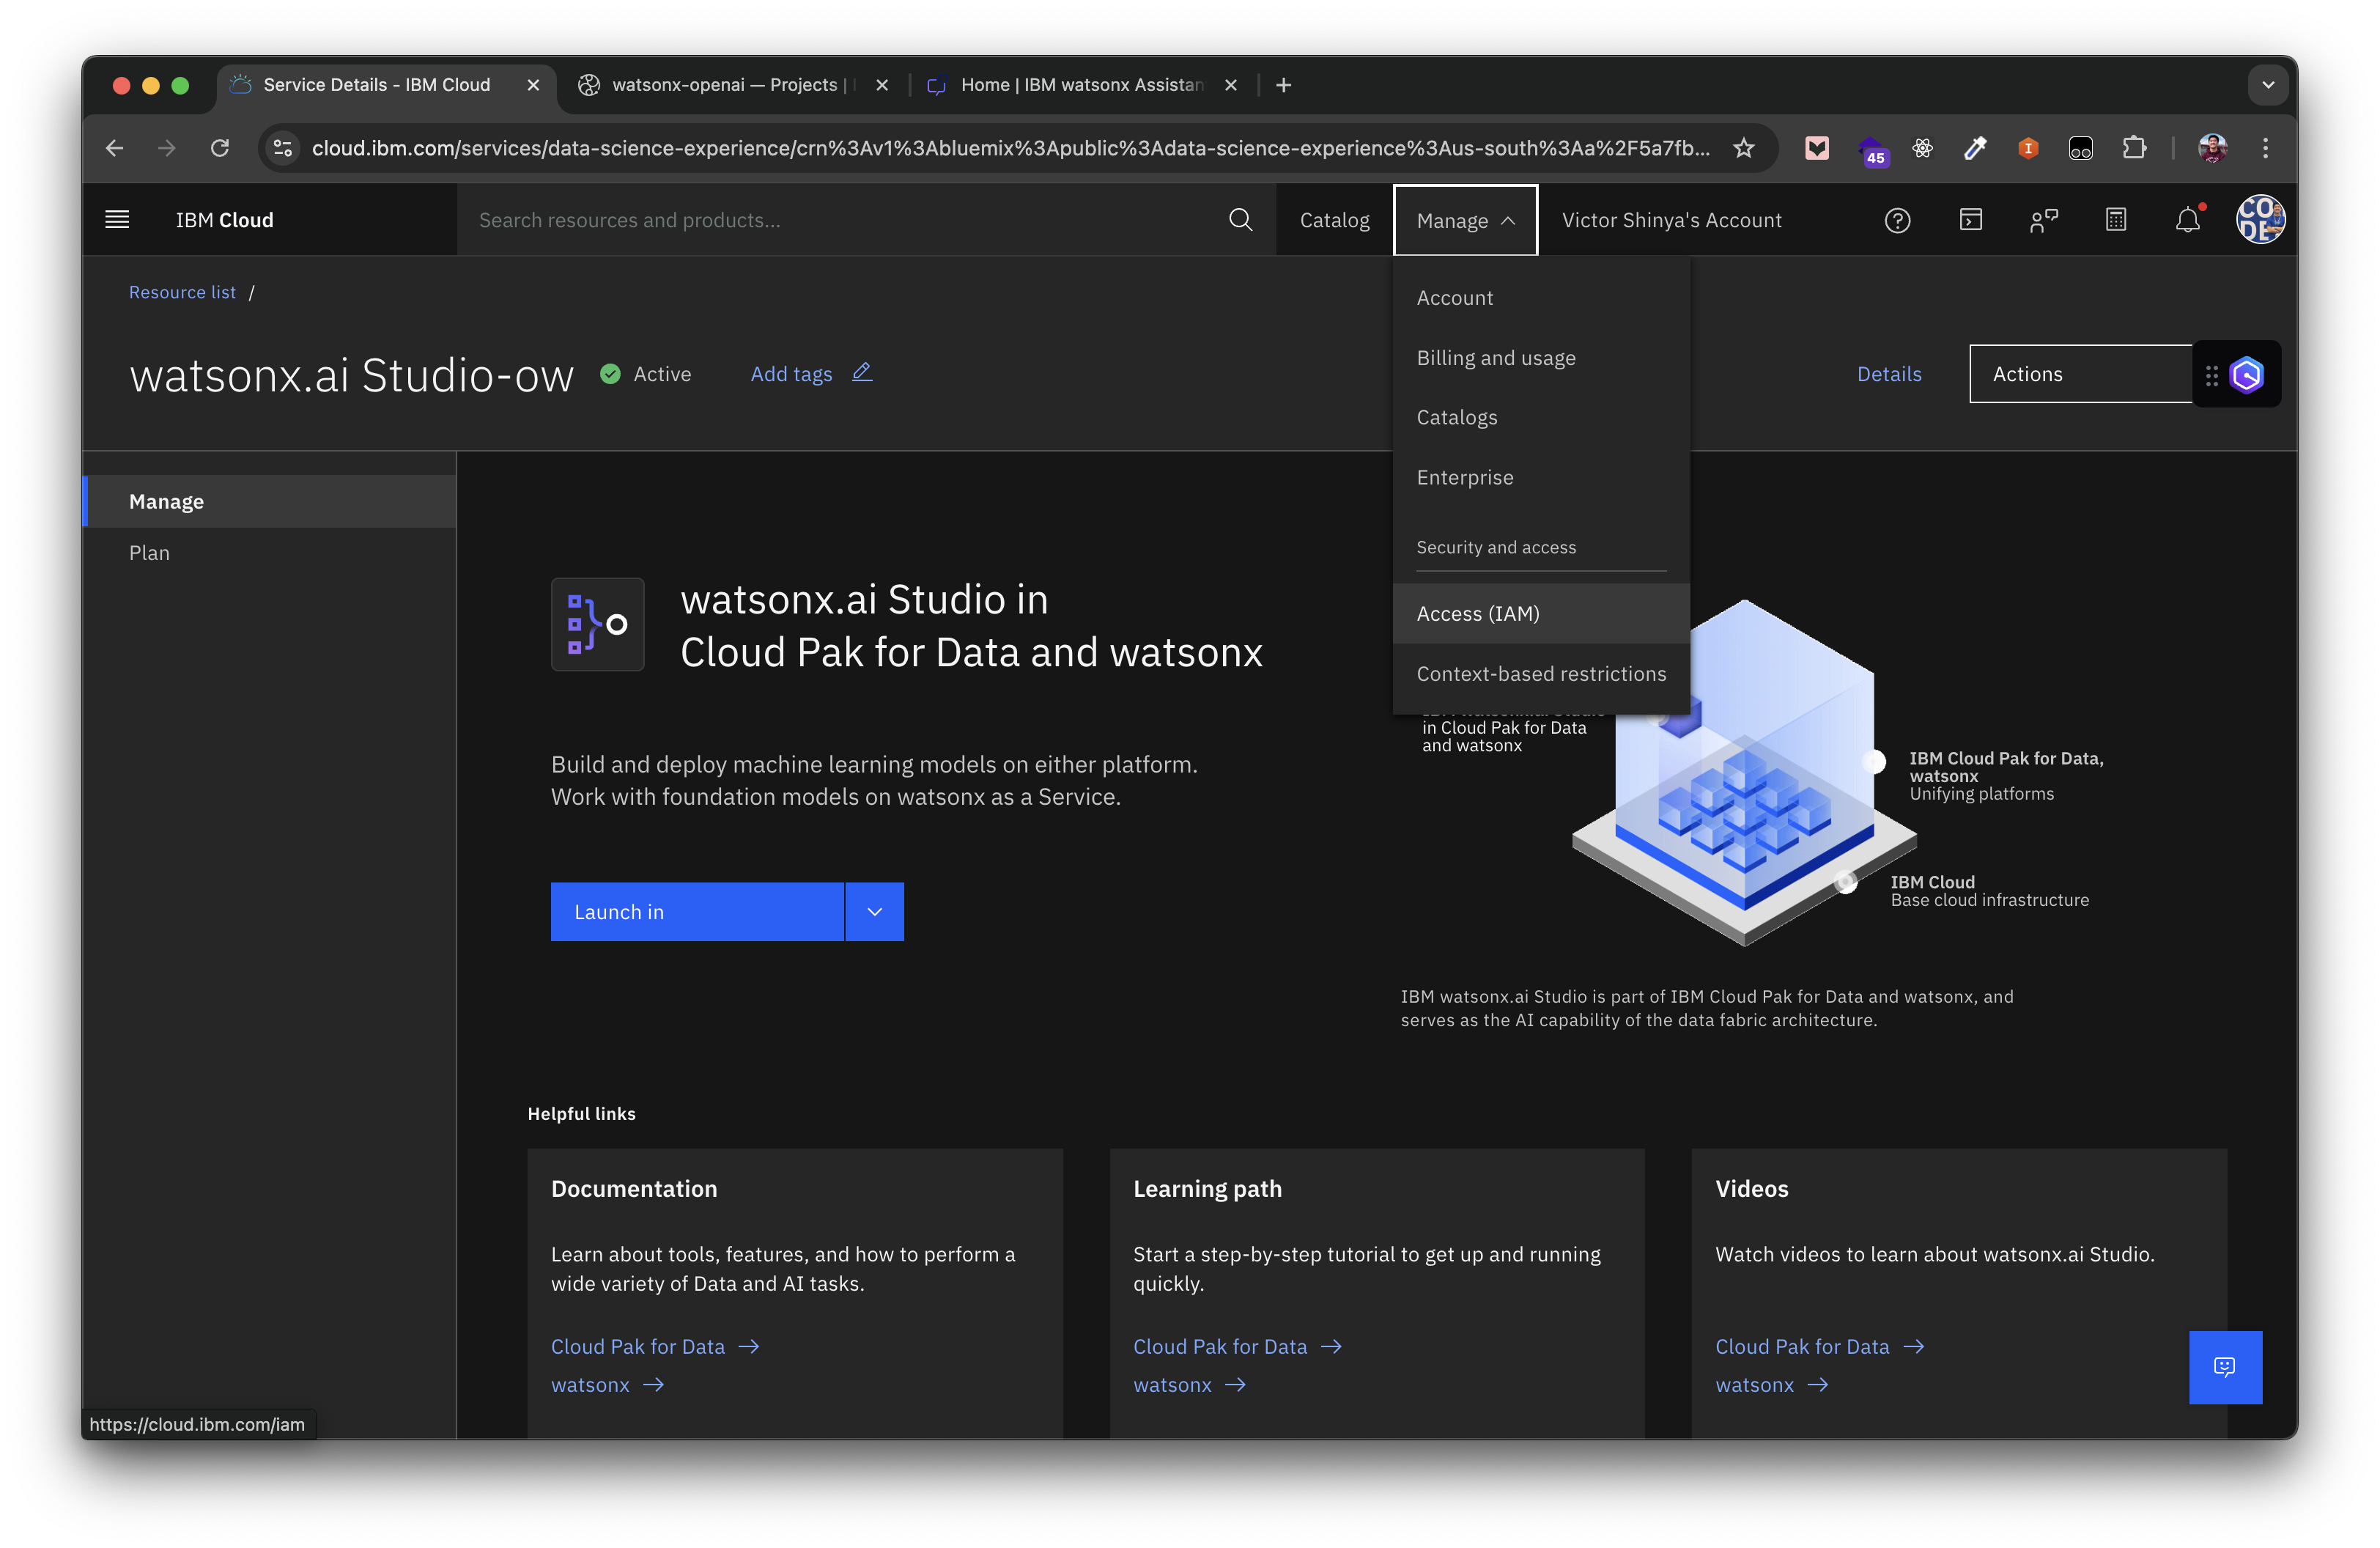 Service Details - IBM Cloud
watsonx-openai — Projects |
Home | IBM watsonx Assistan
cloud.ibm.com/services/data-science-experience/crn%3Av1%3Abluemix%3Apublic%3Adata-science-experience%3Aus-south%3Aa%2F5a7fb...
45
IBM Cloud
Search resources and products...
Catalog
Manage
Victor Shinya's Account
CO
DE
Resource list /
watsonx.ai Studio-ow
Active
Add tags
Details
Actions
Account
Billing and usage
Catalogs
Enterprise
Security and access
Access (IAM)
Context-based restrictions
Manage
Plan
watsonx.ai Studio in
Cloud Pak for Data and watsonx
Build and deploy machine learning models on either platform.
Work with foundation models on watsonx as a Service.
Launch in
in Cloud Pak for Data
and watsonx
IBM Cloud Pak for Data,
watsonx
Unifying platforms
IBM Cloud
Base cloud infrastructure
IBM watsonx.ai Studio is part of IBM Cloud Pak for Data and watsonx, and
serves as the AI capability of the data fabric architecture.
Helpful links
Documentation
Learn about tools, features, and how to perform a
wide variety of Data and AI tasks.
Cloud Pak for Data →
watsonx →
Learning path
Start a step-by-step tutorial to get up and running
quickly.
Cloud Pak for Data →
watsonx →
Videos
Watch videos to learn about watsonx.ai Studio.
Cloud Pak for Data →
watsonx →
https://cloud.ibm.com/iam